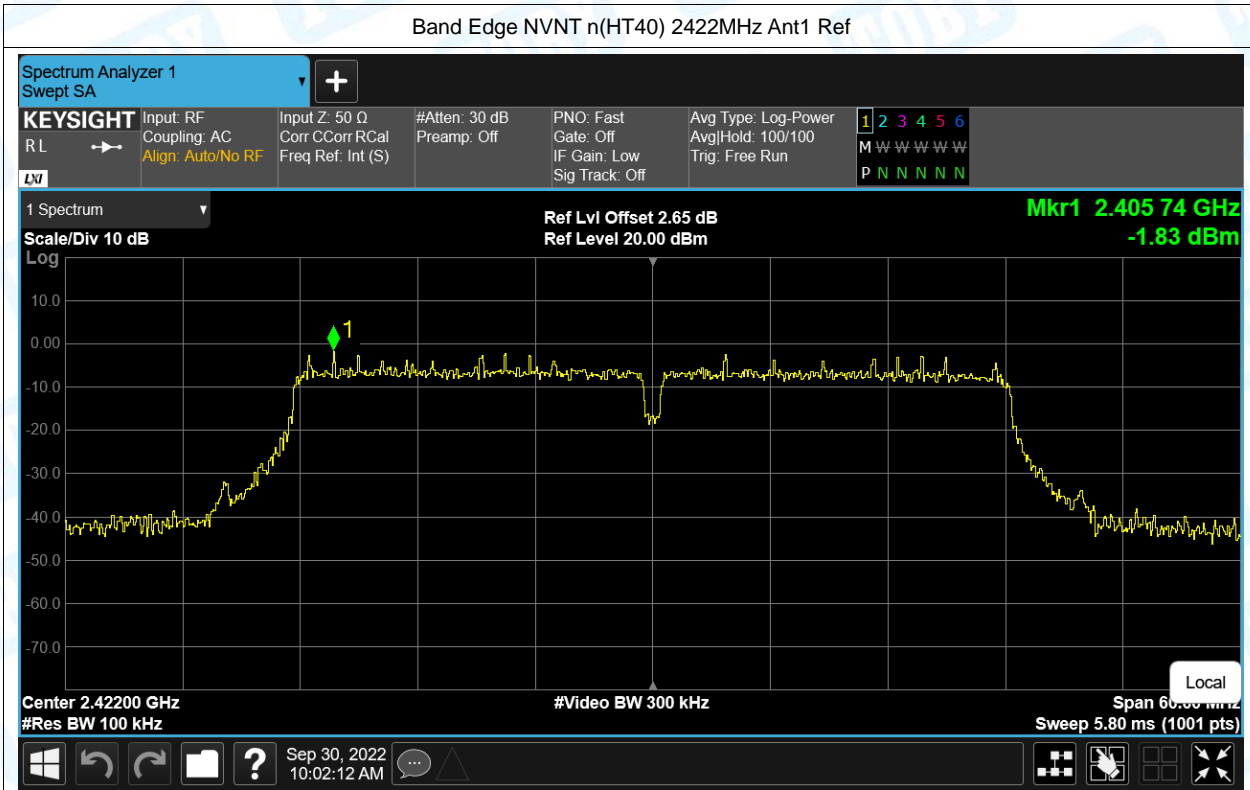 Band Edge NVNT n(HT40) 2422MHz Ant1 Ref
Spectrum Analyzer 1
Swept SA
KEYSIGHT
R L
LXI
Input: RF
Coupling: AC
Align: Auto/No RF
Input Z: 50 Ω
Corr CCorr RCal
Freq Ref: Int (S)
#Atten: 30 dB
Preamp: Off
PNO: Fast
Gate: Off
IF Gain: Low
Sig Track: Off
Avg Type: Log-Power
Avg|Hold: 100/100
Trig: Free Run
1 2 3 4 5 6
M W W W W W
P N N N N N
1 Spectrum
Scale/Div 10 dB
Ref Lvl Offset 2.65 dB
Ref Level 20.00 dBm
Mkr1 2.405 74 GHz
-1.83 dBm
Log
10.0
1
0.00
-10.0
-20.0
-30.0
-40.0
-50.0
-60.0
-70.0
Local
Center 2.42200 GHz
#Video BW 300 kHz
Span 60.00 MHz
#Res BW 100 kHz
Sweep 5.80 ms (1001 pts)
?
Sep 30, 2022
10:02:12 AM